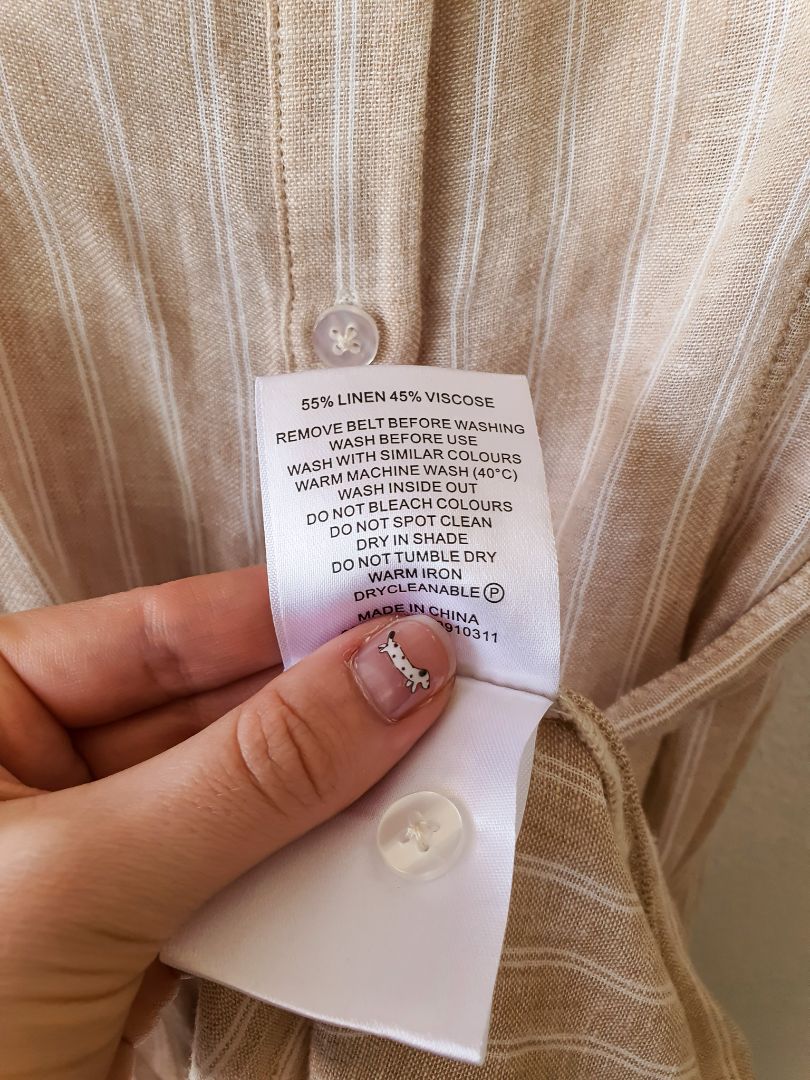 55% LINEN 45% VISCOSE
REMOVE BELT BEFORE WASHING
WASH BEFORE USE
WASH WITH SIMILAR COLOURS
WARM MACHINE WASH (40°C)
WASH INSIDE OUT
DO NOT BLEACH COLOURS
DO NOT SPOT CLEAN
DRY IN SHADE
DO NOT TUMBLE DRY
WARM IRON
DRYCLEANABLE Ⓟ
MADE IN CHINA